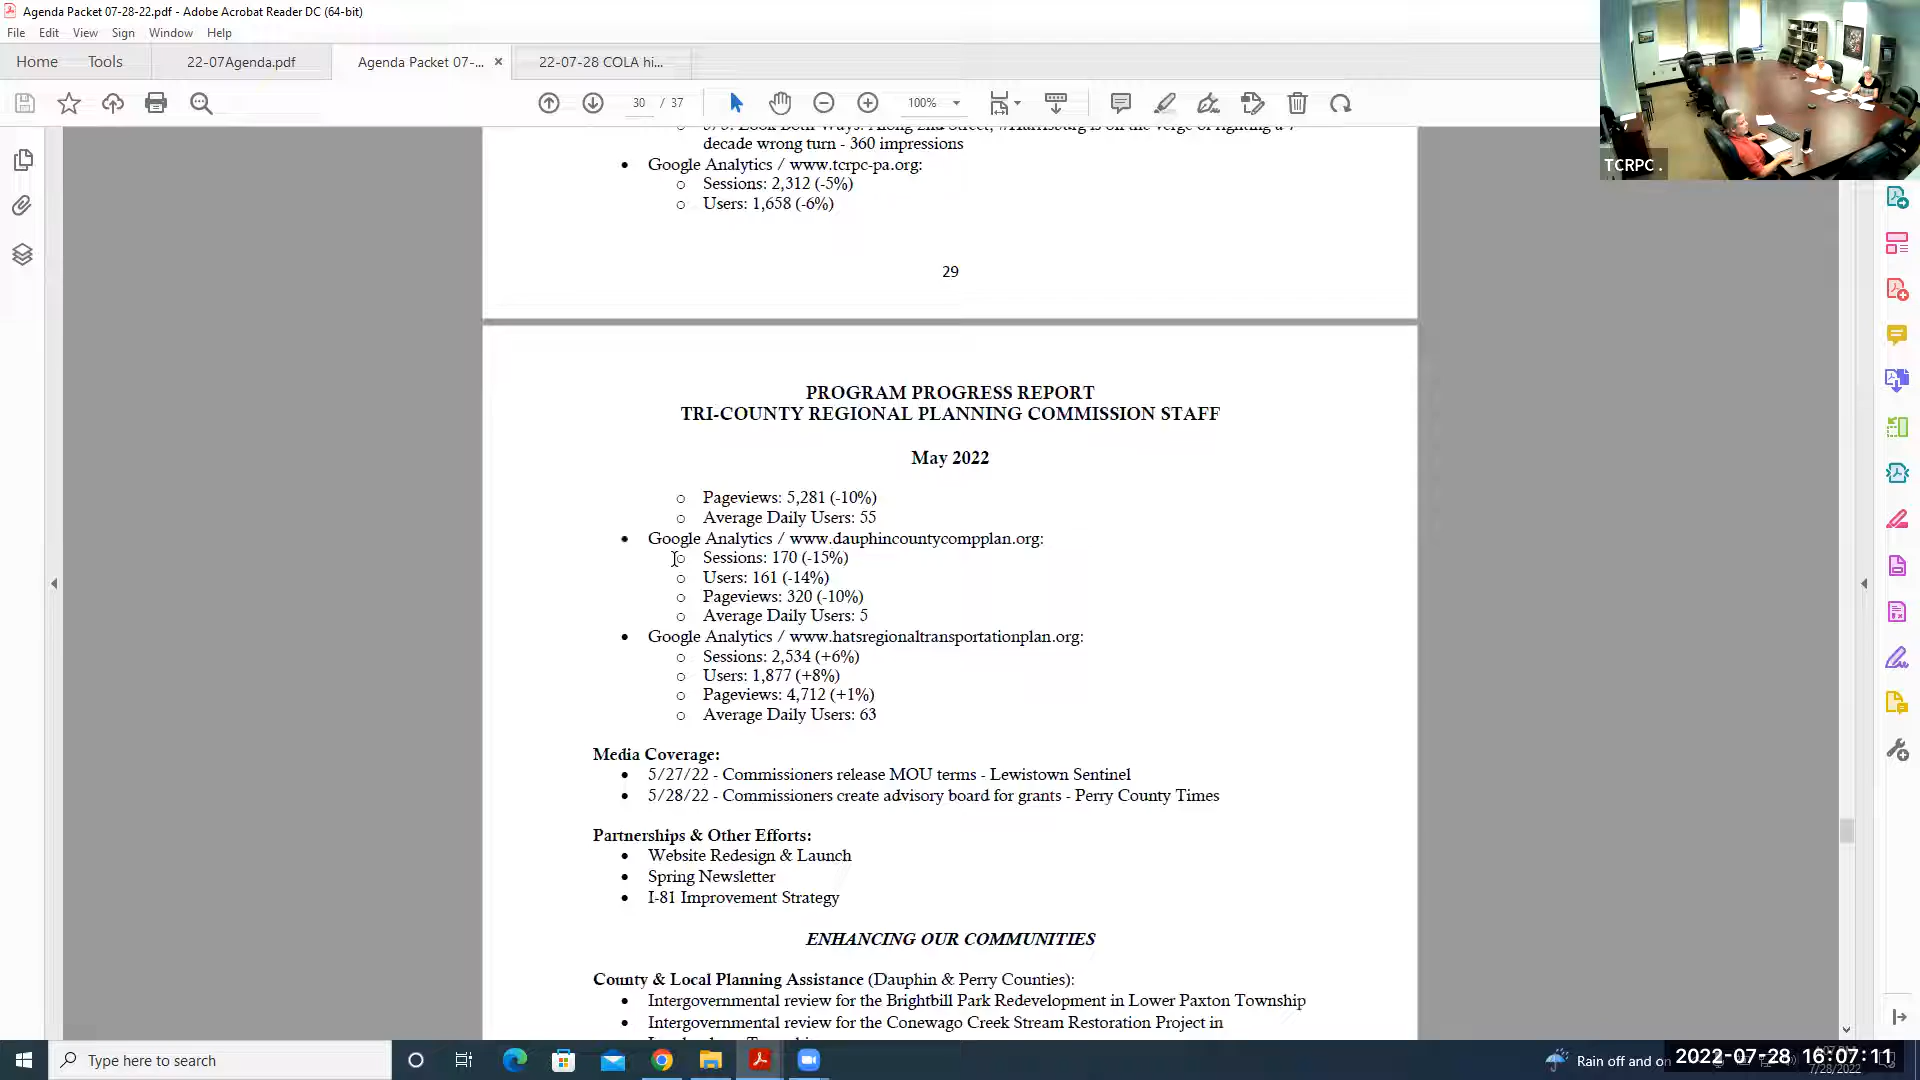 Agenda Packet 07-28-22.pdf - Adobe Acrobat Reader DC (64-bit)
File Edit View Sign Window Help
Home Tools 22-07Agenda.pdf Agenda Packet 07-... × 22-07-28 COLA hi...
30 / 37 100%
TCRPC .
decade wrong turn - 360 impressions
• Google Analytics / www.tcrpc-pa.org:
o Sessions: 2,312 (-5%)
o Users: 1,658 (-6%)
29
PROGRAM PROGRESS REPORT
TRI-COUNTY REGIONAL PLANNING COMMISSION STAFF
May 2022
o Pageviews: 5,281 (-10%)
o Average Daily Users: 55
• Google Analytics / www.dauphincountycompplan.org:
o Sessions: 170 (-15%)
o Users: 161 (-14%)
o Pageviews: 320 (-10%)
o Average Daily Users: 5
• Google Analytics / www.hatsregionaltransportationplan.org:
o Sessions: 2,534 (+6%)
o Users: 1,877 (+8%)
o Pageviews: 4,712 (+1%)
o Average Daily Users: 63
Media Coverage:
• 5/27/22 - Commissioners release MOU terms - Lewistown Sentinel
• 5/28/22 - Commissioners create advisory board for grants - Perry County Times
Partnerships & Other Efforts:
• Website Redesign & Launch
• Spring Newsletter
• I-81 Improvement Strategy
ENHANCING OUR COMMUNITIES
County & Local Planning Assistance (Dauphin & Perry Counties):
• Intergovernmental review for the Brightbill Park Redevelopment in Lower Paxton Township
• Intergovernmental review for the Conewago Creek Stream Restoration Project in
Type here to search
Rain off and on
2022-07-28 16:07:11
7/28/2022